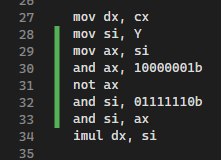 26
27 mov dx, cx
28 mov si, Y
29 mov ax, si
30 and ax, 10000001b
31 not ax
32 and si, 01111110b
33 and si, ax
34 imul dx, si
35